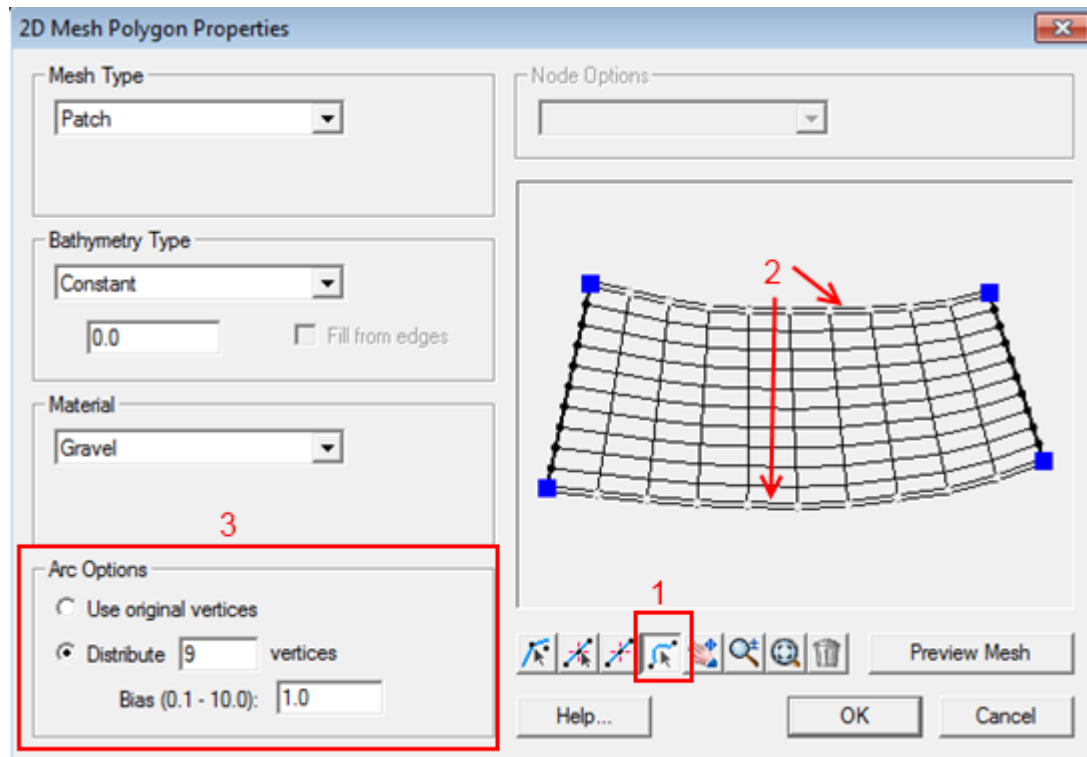 2D Mesh Polygon Properties
Mesh Type
Patch
Bathymetry Type
Constant
0.0
Fill from edges
Material
Gravel
3
Arc Options
Use original vertices
Distribute 9 vertices
Bias (0.1 - 10.0): 1.0
Node Options
2
1
Preview Mesh
Help...
OK
Cancel